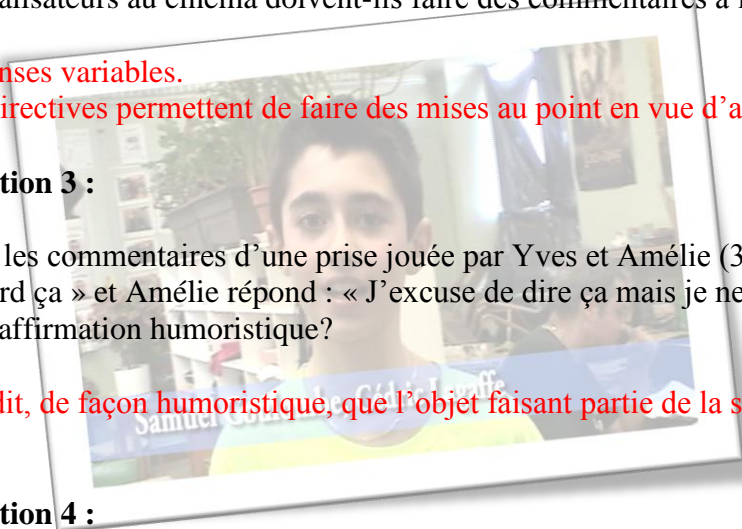 alisateurs au cinéma doivent-ils faire des commentaires à
nses variables.
irectives permettent de faire des mises au point en vue d'a
tion 3 :
les commentaires d'une prise jouée par Yves et Amélie (3
rd ça » et Amélie répond : « J'excuse de dire ça mais je ne
affirmation humoristique?
dit, de façon humoristique, que l'objet faisant partie de la s
Samuel Cédric
tion 4 :